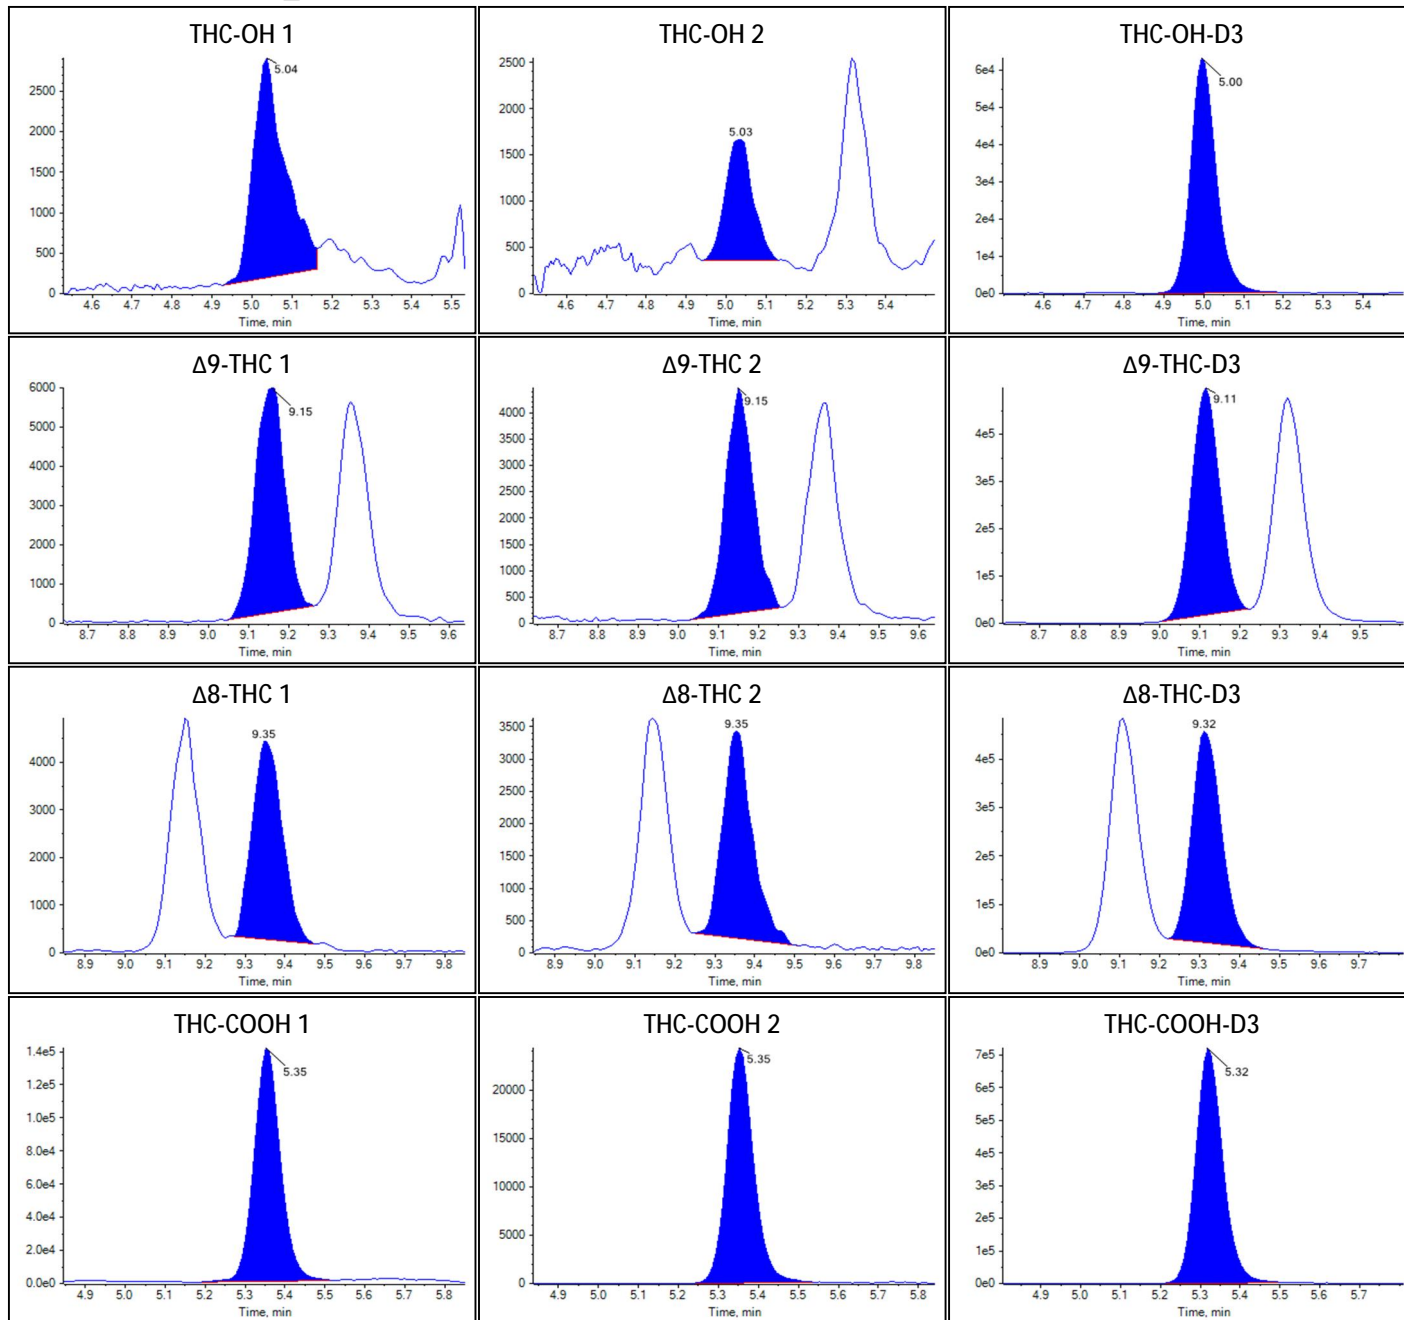 THC-OH 1
5.04
2500
2000
1500
1000
500
0
4.6 4.7 4.8 4.9 5.0 5.1 5.2 5.3 5.4 5.5
Time, min
THC-OH 2
5.03
2500
2000
1500
1000
500
0
4.6 4.7 4.8 4.9 5.0 5.1 5.2 5.3 5.4
Time, min
THC-OH-D3
5.00
6e4
5e4
4e4
3e4
2e4
1e4
0e0
4.6 4.7 4.8 4.9 5.0 5.1 5.2 5.3 5.4
Time, min
Δ9-THC 1
9.15
6000
5000
4000
3000
2000
1000
0
8.7 8.8 8.9 9.0 9.1 9.2 9.3 9.4 9.5 9.6
Time, min
Δ9-THC 2
9.15
4000
3500
3000
2500
2000
1500
1000
500
0
8.7 8.8 8.9 9.0 9.1 9.2 9.3 9.4 9.5 9.6
Time, min
Δ9-THC-D3
9.11
4e5
3e5
2e5
1e5
0e0
8.7 8.8 8.9 9.0 9.1 9.2 9.3 9.4 9.5
Time, min
Δ8-THC 1
9.35
4000
3000
2000
1000
0
8.9 9.0 9.1 9.2 9.3 9.4 9.5 9.6 9.7 9.8
Time, min
Δ8-THC 2
9.35
3500
3000
2500
2000
1500
1000
500
0
8.9 9.0 9.1 9.2 9.3 9.4 9.5 9.6 9.7 9.8
Time, min
Δ8-THC-D3
9.32
4e5
3e5
2e5
1e5
0e0
8.9 9.0 9.1 9.2 9.3 9.4 9.5 9.6 9.7
Time, min
THC-COOH 1
5.35
1.4e5
1.2e5
1.0e5
8.0e4
6.0e4
4.0e4
2.0e4
0.0e0
4.9 5.0 5.1 5.2 5.3 5.4 5.5 5.6 5.7 5.8
Time, min
THC-COOH 2
5.35
20000
15000
10000
5000
0
4.9 5.0 5.1 5.2 5.3 5.4 5.5 5.6 5.7 5.8
Time, min
THC-COOH-D3
5.32
7e5
6e5
5e5
4e5
3e5
2e5
1e5
0e0
4.9 5.0 5.1 5.2 5.3 5.4 5.5 5.6 5.7
Time, min